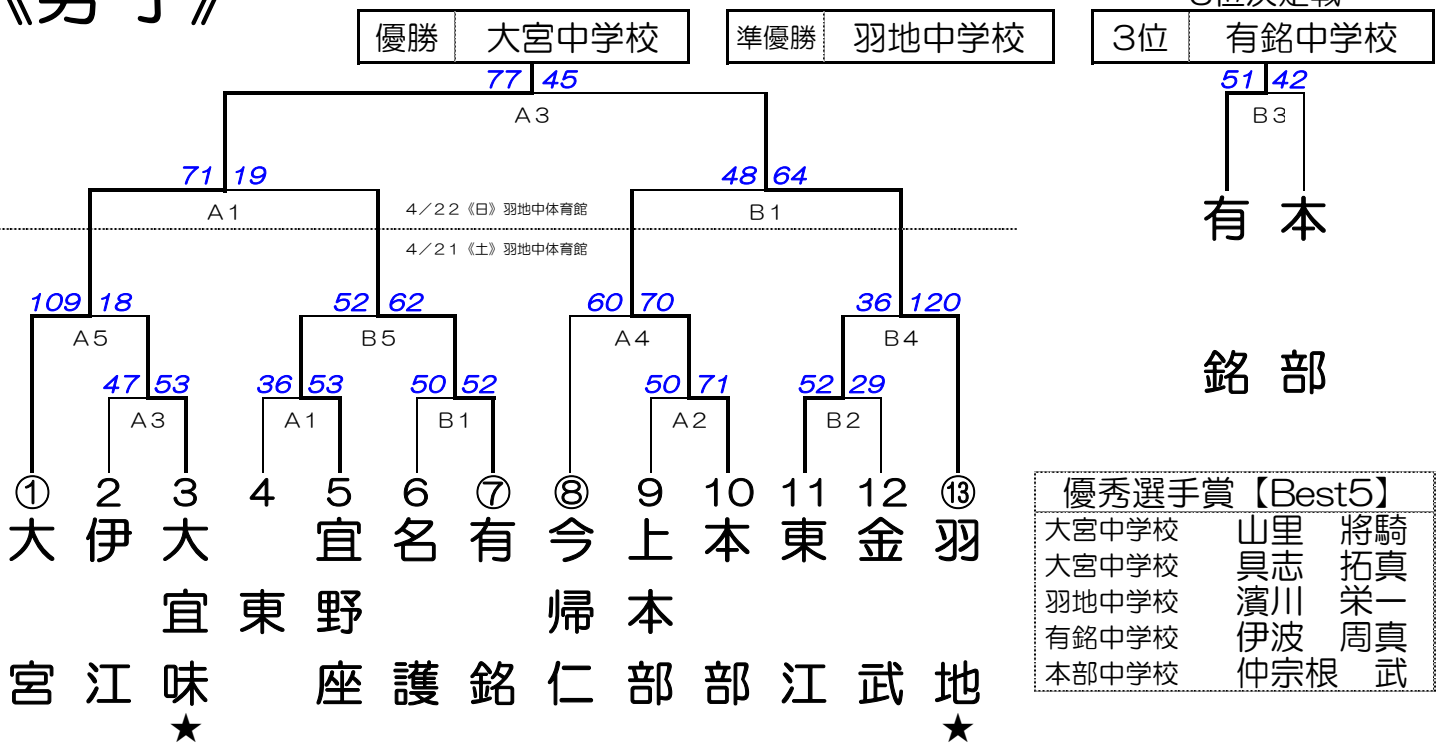 《男子》
3位決定戦
優勝 大宮中学校 準優勝 羽地中学校 3位 有銘中学校
77 45 51 42
A3 B3
71 19 48 64
A1 4／22《日》羽地中体育館 B1
4／21《土》羽地中体育館
有銘 本部
109 18 52 62 60 70 36 120
A5 B5 A4 B4
47 53 36 53 50 52 50 71 52 29
A3 A1 B1 A2 B2
① 2 3 4 5 6 ⑦ ⑧ 9 10 11 12 ⑬
大宮 伊江 大宜味 東 宜野座 名護 有銘 今帰仁 上本部 本部 東江 金武 羽地
★ ★
優秀選手賞【Best5】
大宮中学校 山里 將騎
大宮中学校 具志 拓真
羽地中学校 濱川 栄一
有銘中学校 伊波 周真
本部中学校 仲宗根 武